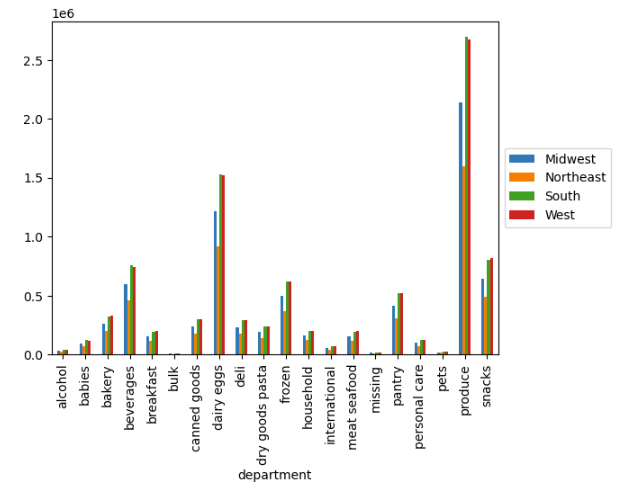 1e6
2.5
2.0
1.5
1.0
0.5
0.0
Midwest
Northeast
South
West
alcohol
babies
bakery
beverages
breakfast
bulk
canned goods
dairy eggs
deli
dry goods pasta
frozen
household
international
meat seafood
missing
pantry
personal care
pets
produce
snacks
department